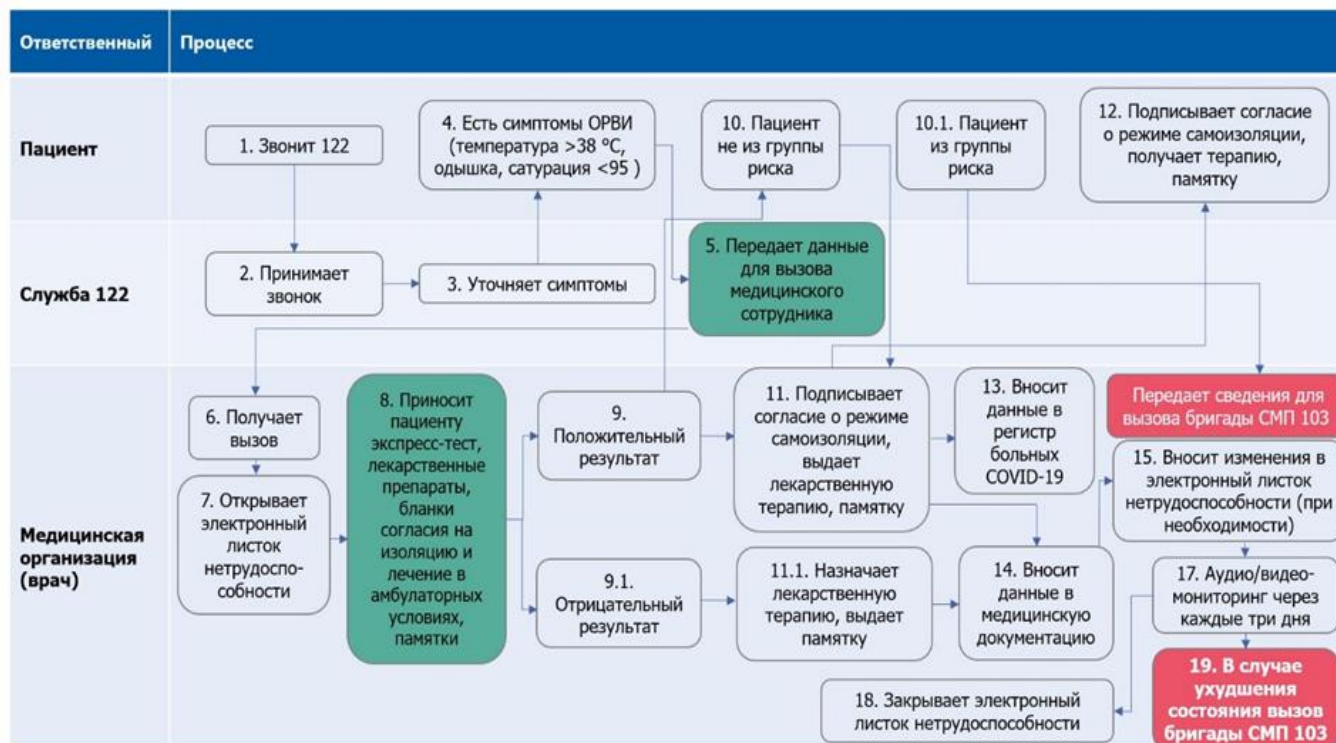 Ответственный
Процесс
Пациент
1. Звонит 122
4. Есть симптомы ОРВИ
(температура >38 °С,
одышка, сатурация <95 )
10. Пациент
не из группы
риска
10.1. Пациент
из группы
риска
12. Подписывает согласие
о режиме самоизоляции,
получает терапию,
памятку
Служба 122
2. Принимает
звонок
3. Уточняет симптомы
5. Передает данные
для вызова
медицинского
сотрудника
Медицинская
организация
(врач)
6. Получает
вызов
7. Открывает
электронный
листок
нетрудоспо-
собности
8. Приносит
пациенту
экспресс-тест,
лекарственные
препараты,
бланки
согласия на
изоляцию и
лечение в
амбулаторных
условиях,
памятки
9.
Положительный
результат
9.1.
Отрицательный
результат
11. Подписывает
согласие о режиме
самоизоляции,
выдает
лекарственную
терапию, памятку
11.1. Назначает
лекарственную
терапию, выдает
памятку
13. Вносит
данные в
регистр
больных
COVID-19
14. Вносит
данные в
медицинскую
документацию
Передает сведения для
вызова бригады СМП 103
15. Вносит изменения в
электронный листок
нетрудоспособности (при
необходимости)
17. Аудио/видео-
мониторинг через
каждые три дня
18. Закрывает электронный
листок нетрудоспособности
19. В случае
ухудшения
состояния вызов
бригады СМП 103